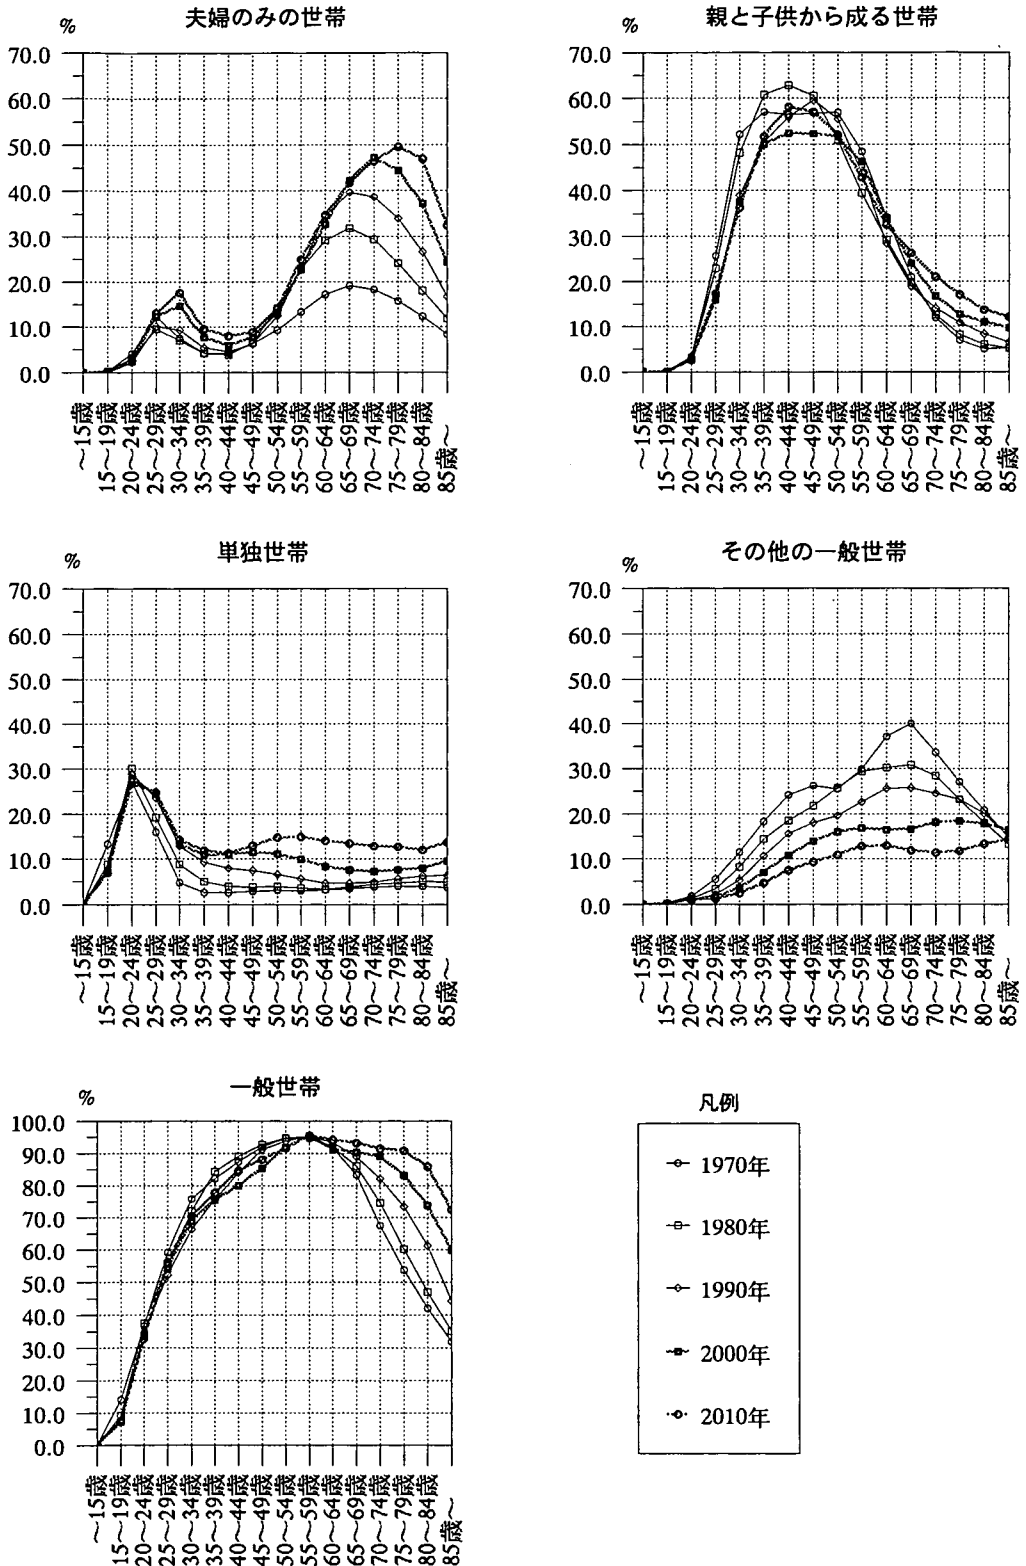 夫婦のみの世帯
%
70.0
60.0
50.0
40.0
30.0
20.0
10.0
0.0
~15歳
15~19歳
20~24歳
25~29歳
30~34歳
35~39歳
40~44歳
45~49歳
50~54歳
55~59歳
60~64歳
65~69歳
70~74歳
75~79歳
80~84歳
85歳~
親と子供から成る世帯
%
70.0
60.0
50.0
40.0
30.0
20.0
10.0
0.0
~15歳
15~19歳
20~24歳
25~29歳
30~34歳
35~39歳
40~44歳
45~49歳
50~54歳
55~59歳
60~64歳
65~69歳
70~74歳
75~79歳
80~84歳
85歳~
単独世帯
%
70.0
60.0
50.0
40.0
30.0
20.0
10.0
0.0
~15歳
15~19歳
20~24歳
25~29歳
30~34歳
35~39歳
40~44歳
45~49歳
50~54歳
55~59歳
60~64歳
65~69歳
70~74歳
75~79歳
80~84歳
85歳~
その他の一般世帯
%
70.0
60.0
50.0
40.0
30.0
20.0
10.0
0.0
~15歳
15~19歳
20~24歳
25~29歳
30~34歳
35~39歳
40~44歳
45~49歳
50~54歳
55~59歳
60~64歳
65~69歳
70~74歳
75~79歳
80~84歳
85歳~
一般世帯
%
100.0
90.0
80.0
70.0
60.0
50.0
40.0
30.0
20.0
10.0
0.0
~15歳
15~19歳
20~24歳
25~29歳
30~34歳
35~39歳
40~44歳
45~49歳
50~54歳
55~59歳
60~64歳
65~69歳
70~74歳
75~79歳
80~84歳
85歳~
凡例
1970年
1980年
1990年
2000年
2010年